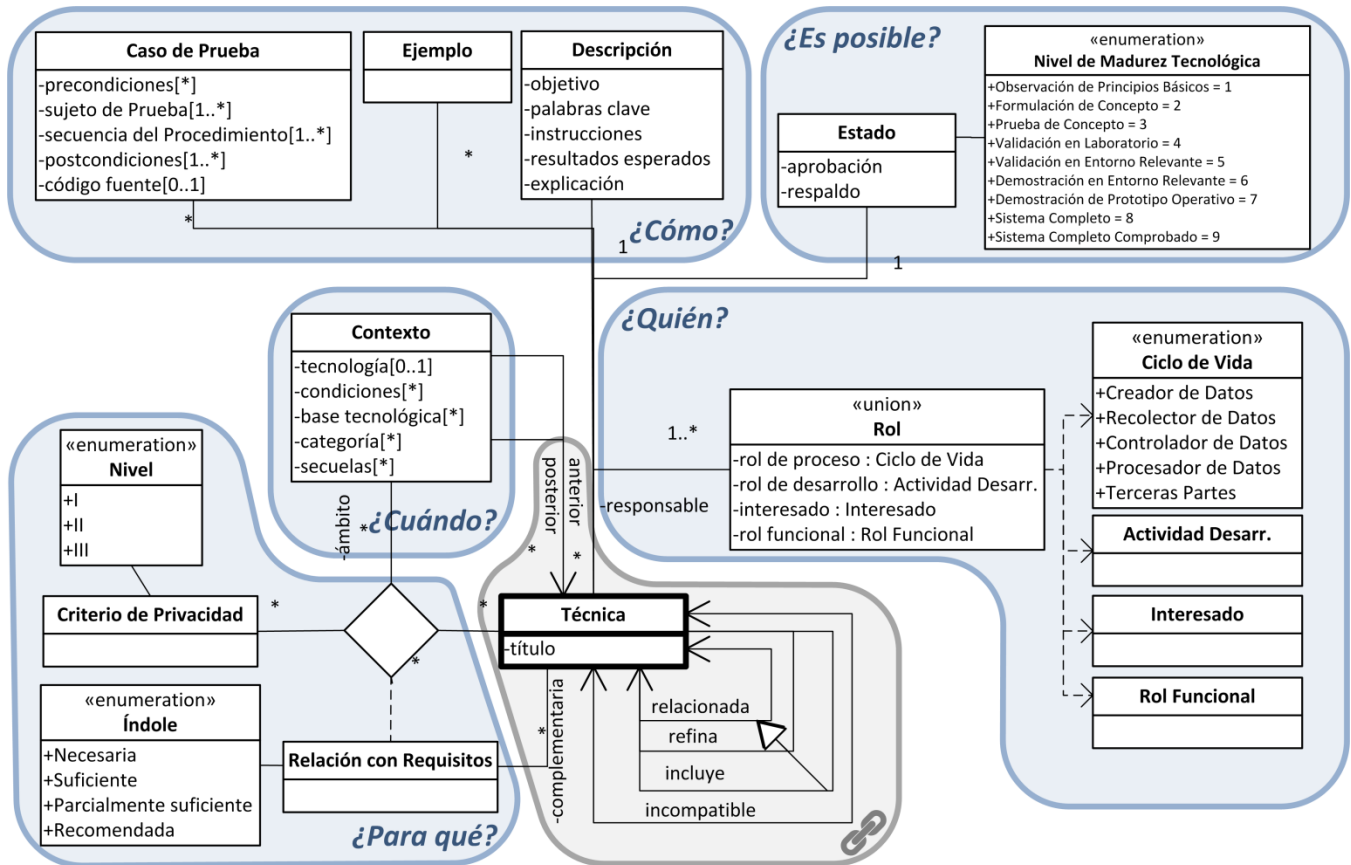 Caso de Prueba
-precondiciones[*]
-sujeto de Prueba[1..*]
-secuencia del Procedimiento[1..*]
-postcondiciones[1..*]
-código fuente[0..1]
*
Ejemplo
*
Descripción
-objetivo
-palabras clave
-instrucciones
-resultados esperados
-explicación
¿Cómo?
1
¿Es posible?
Estado
-aprobación
-respaldo
1
«enumeration»
Nivel de Madurez Tecnológica
+Observación de Principios Básicos = 1
+Formulación de Concepto = 2
+Prueba de Concepto = 3
+Validación en Laboratorio = 4
+Validación en Entorno Relevante = 5
+Demostración en Entorno Relevante = 6
+Demostración de Prototipo Operativo = 7
+Sistema Completo = 8
+Sistema Completo Comprobado = 9
Contexto
-tecnología[0..1]
-condiciones[*]
-base tecnológica[*]
-categoría[*]
-secuelas[*]
¿Cuándo?
-ámbito
*
posterior
*
anterior
*
¿Quién?
1..*
-responsable
«union»
Rol
-rol de proceso : Ciclo de Vida
-rol de desarrollo : Actividad Desarr.
-interesado : Interesado
-rol funcional : Rol Funcional
«enumeration»
Ciclo de Vida
+Creador de Datos
+Recolector de Datos
+Controlador de Datos
+Procesador de Datos
+Terceras Partes
Actividad Desarr.
Interesado
Rol Funcional
«enumeration»
Nivel
+I
+II
+III
Criterio de Privacidad
*
*
*
«enumeration»
Índole
+Necesaria
+Suficiente
+Parcialmente suficiente
+Recomendada
Relación con Requisitos
¿Para qué?
Técnica
-título
-complementaria
*
relacionada
refina
incluye
incompatible